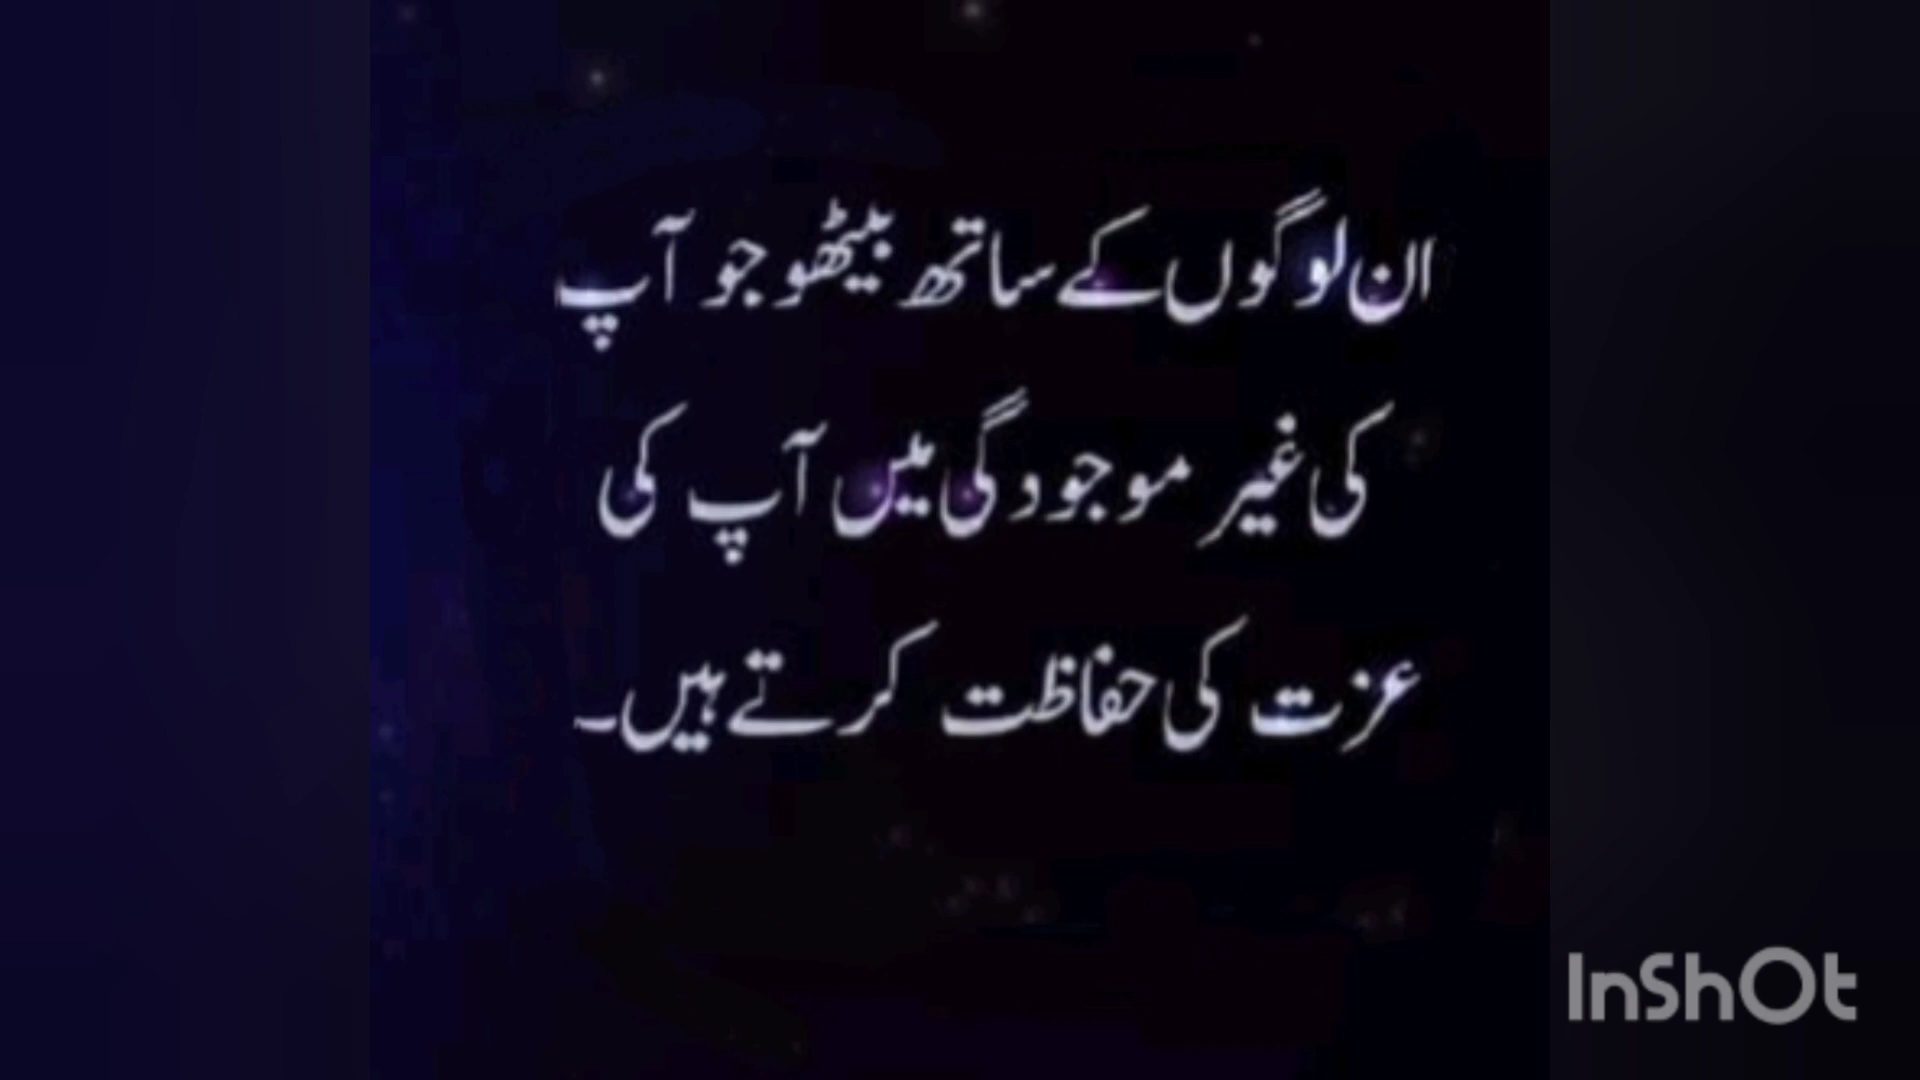 ان لوگوں کے ساتھ بیٹھو جو آپ
کی غیر موجودگی میں آپ کی
عزت کی حفاظت کرتے ہیں۔
InShOt